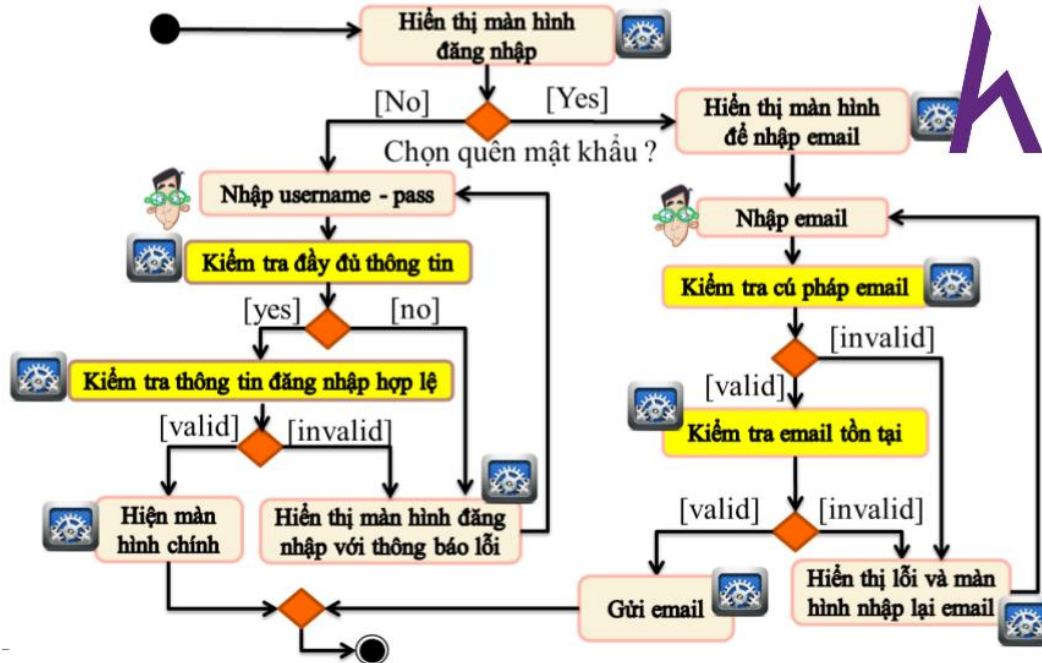 Hiển thị màn hình
đăng nhập
[No]
[Yes]
Chọn quên mật khẩu ?
Hiển thị màn hình
để nhập email
Nhập username - pass
Nhập email
Kiểm tra đầy đủ thông tin
Kiểm tra cú pháp email
[yes]
[no]
[invalid]
Kiểm tra thông tin đăng nhập hợp lệ
[valid]
Kiểm tra email tồn tại
[valid]
[invalid]
Hiện màn
hình chính
Hiển thị màn hình đăng
nhập với thông báo lỗi
[valid]
[invalid]
Gửi email
Hiển thị lỗi và màn
hình nhập lại email